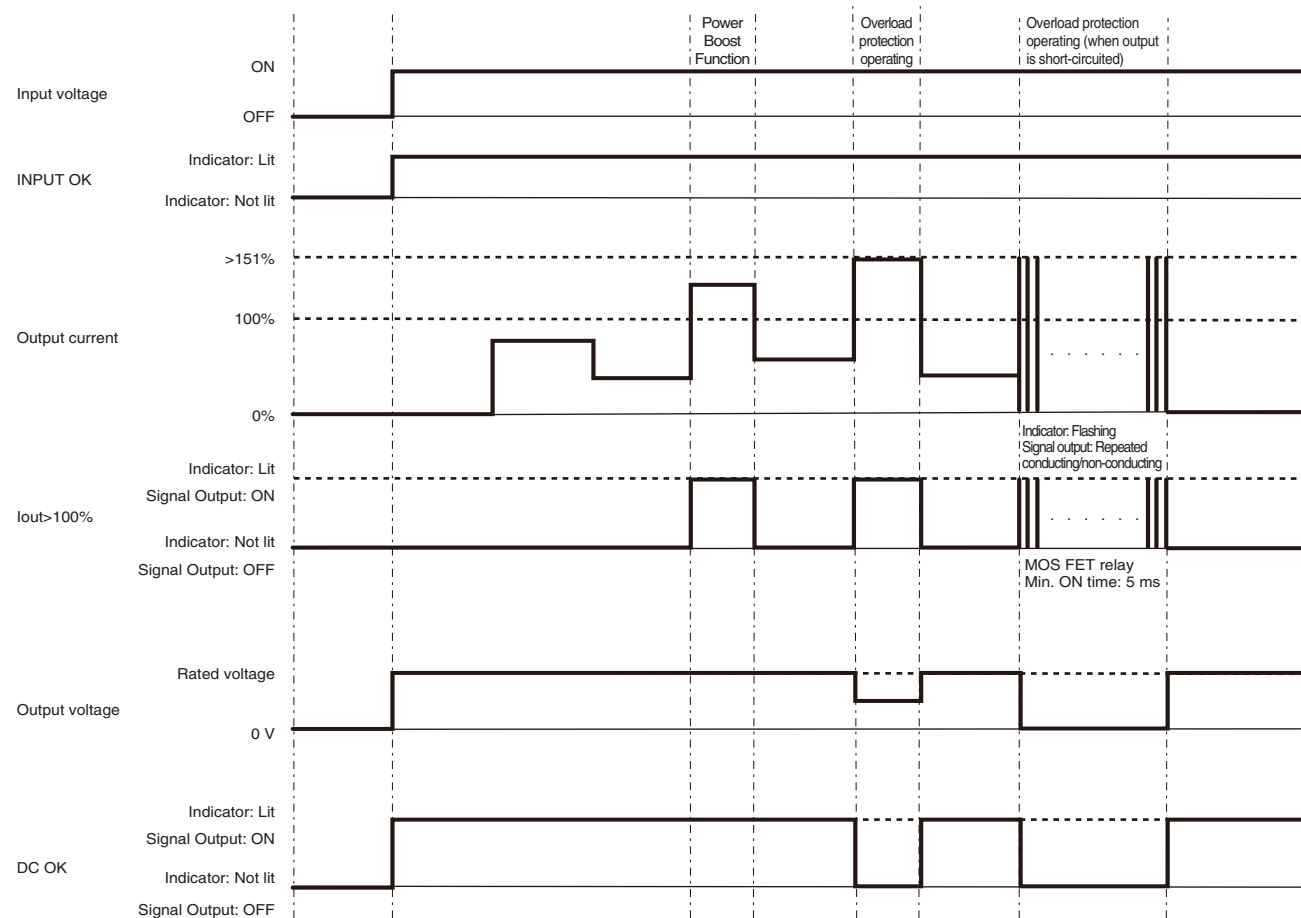 Power
Boost
Function
Overload
protection
operating
Overload protection
operating (when output
is short-circuited)
Input voltage
ON
OFF
INPUT OK
Indicator: Lit
Indicator: Not lit
Output current
>151%
100%
0%
Indicator: Flashing
Signal output: Repeated
conducting/non-conducting
Iout>100%
Indicator: Lit
Signal Output: ON
Indicator: Not lit
Signal Output: OFF
MOS FET relay
Min. ON time: 5 ms
Output voltage
Rated voltage
0 V
DC OK
Indicator: Lit
Signal Output: ON
Indicator: Not lit
Signal Output: OFF